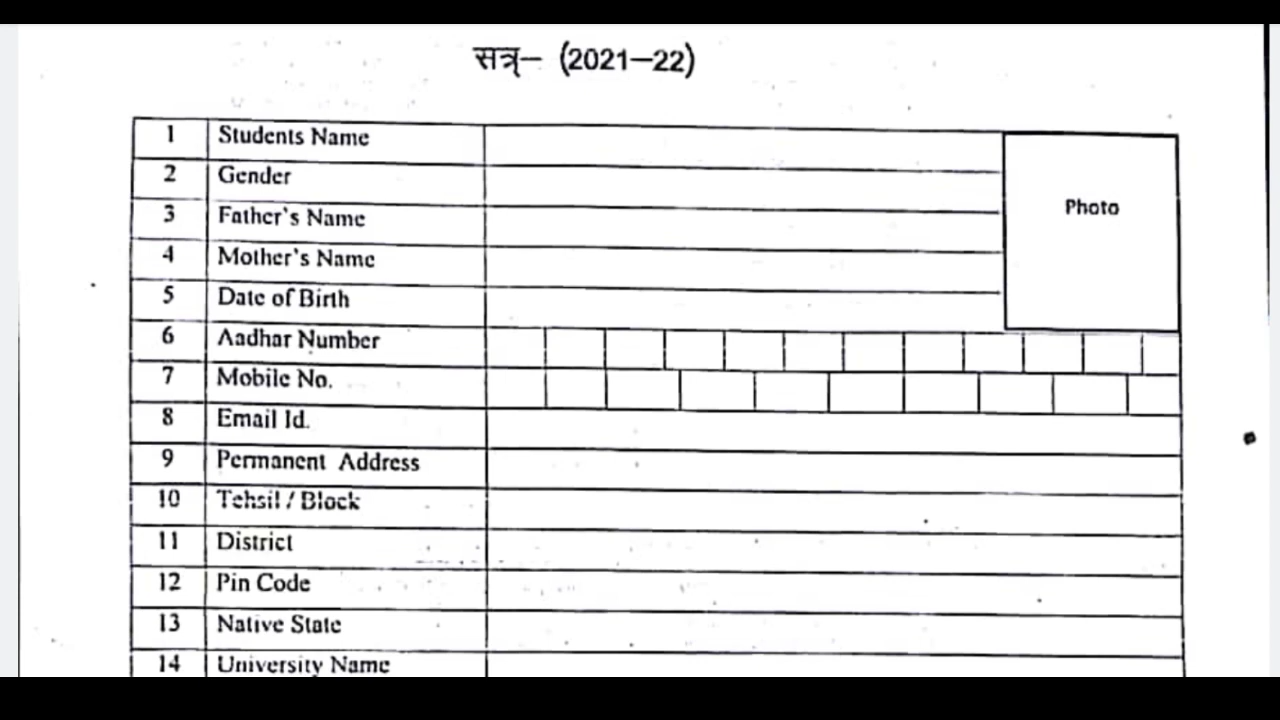 सत्र– (2021–22)
1 Students Name
Photo
2 Gender
3 Father's Name
4 Mother's Name
5 Date of Birth
6 Aadhar Number
7 Mobile No.
8 Email Id.
9 Permanent Address
10 Tehsil / Block
11 District
12 Pin Code
13 Native State
14 University Name